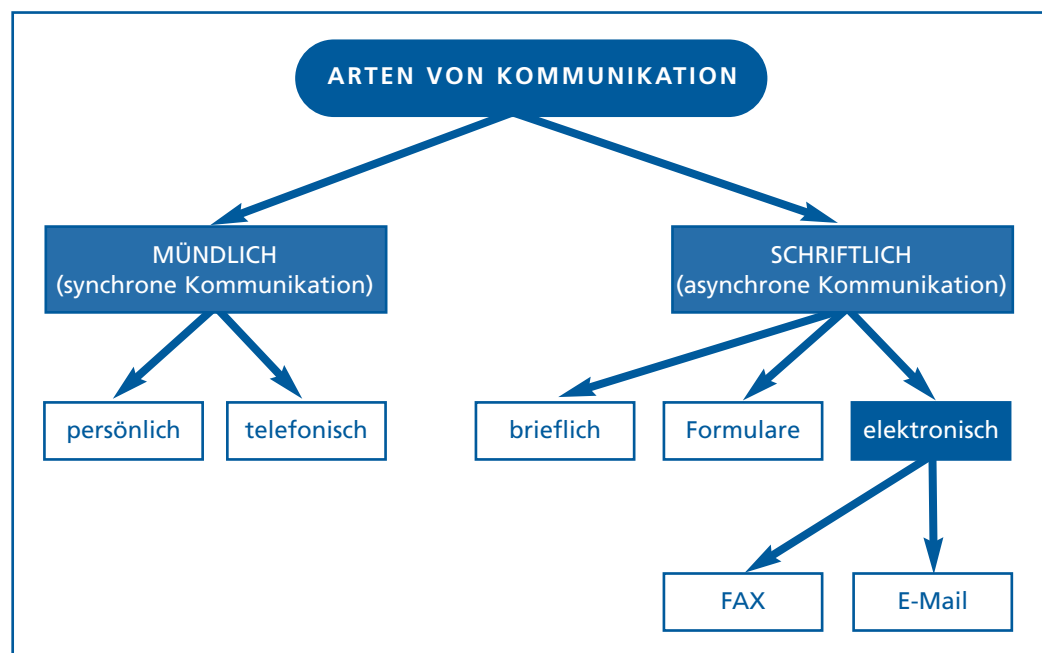 ARTEN VON KOMMUNIKATION
MÜNDLICH
(synchrone Kommunikation)
SCHRIFTLICH
(asynchrone Kommunikation)
persönlich
telefonisch
brieflich
Formulare
elektronisch
FAX
E-Mail